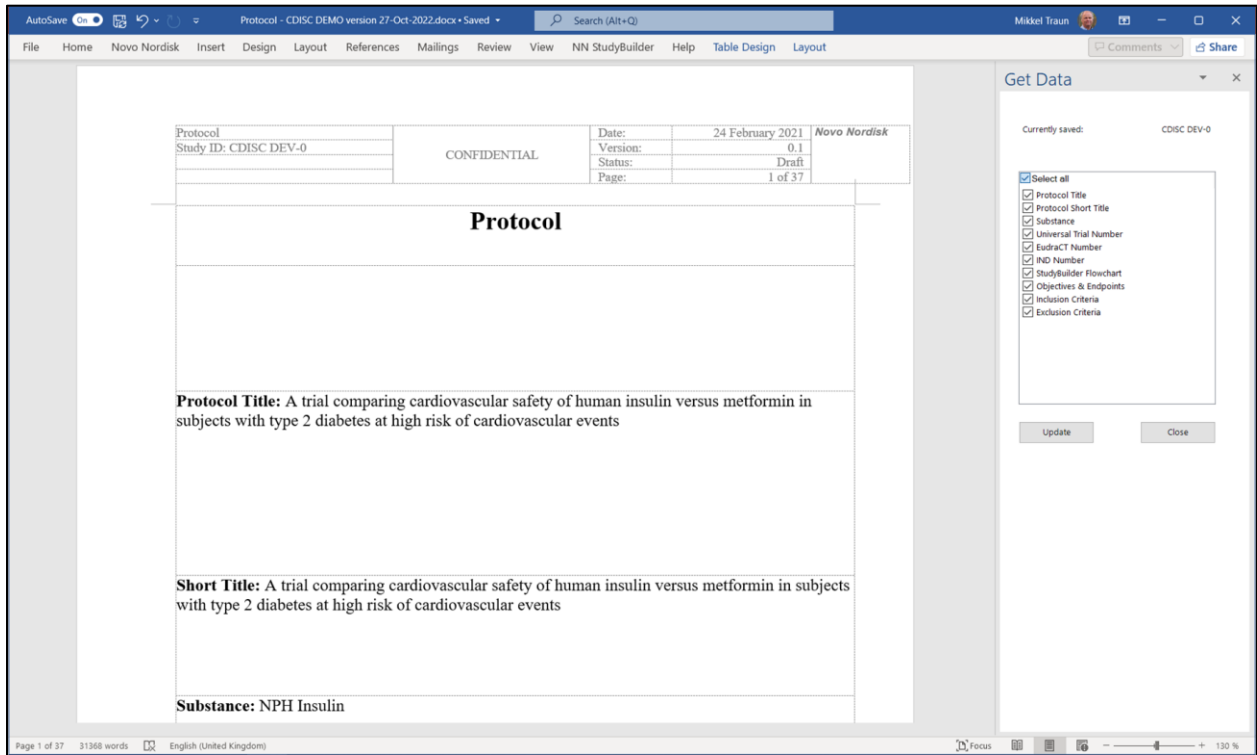 AutoSave On Protocol - CDISC DEMO version 27-Oct-2022.docx • Saved Search (Alt+Q) Mikkel Traun
File Home Novo Nordisk Insert Design Layout References Mailings Review View NN StudyBuilder Help Table Design Layout Comments Share
Protocol
Study ID: CDISC DEV-0
CONFIDENTIAL
Date: 24 February 2021
Version: 0.1
Status: Draft
Page: 1 of 37
Novo Nordisk
Protocol
Protocol Title: A trial comparing cardiovascular safety of human insulin versus metformin in
subjects with type 2 diabetes at high risk of cardiovascular events
Short Title: A trial comparing cardiovascular safety of human insulin versus metformin in subjects
with type 2 diabetes at high risk of cardiovascular events
Substance: NPH Insulin
Get Data
Currently saved: CDISC DEV-0
Select all
Protocol Title
Protocol Short Title
Substance
Universal Trial Number
EudraCT Number
IND Number
StudyBuilder Flowchart
Objectives & Endpoints
Inclusion Criteria
Exclusion Criteria
Update Close
Page 1 of 37 31368 words English (United Kingdom) Focus 130 %